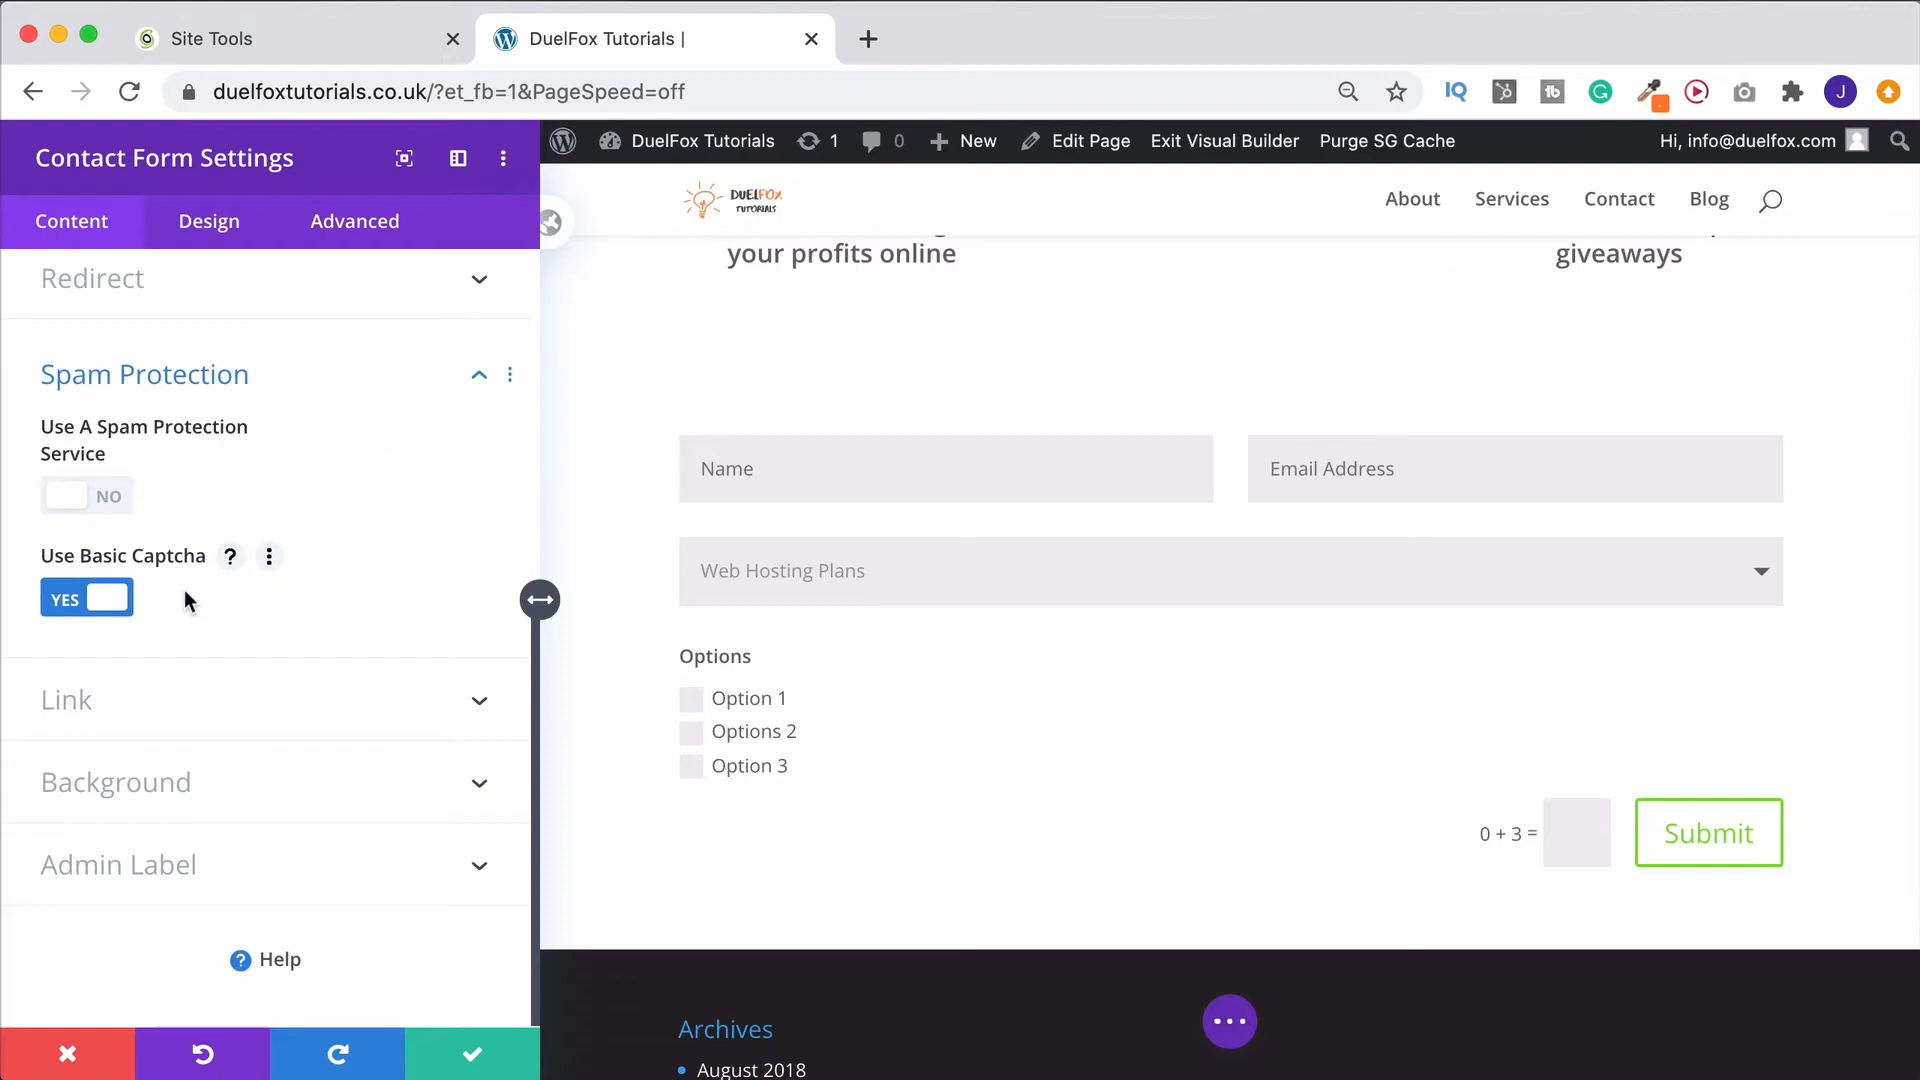 Site Tools
DuelFox Tutorials |
duelfoxtutorials.co.uk/?et_fb=1&PageSpeed=off
IQ
tb
J
Contact Form Settings
Content
Design
Advanced
DuelFox Tutorials
1
0
New
Edit Page
Exit Visual Builder
Purge SG Cache
Hi, info@duelfox.com
DUELFOX
TUTORIALS
About
Services
Contact
Blog
your profits online
giveaways
Redirect
Spam Protection
Use A Spam Protection
Service
NO
Use Basic Captcha
?
YES
Link
Background
Admin Label
? Help
Name
Email Address
Web Hosting Plans
Options
Option 1
Options 2
Option 3
0 + 3 =
Submit
Archives
August 2018